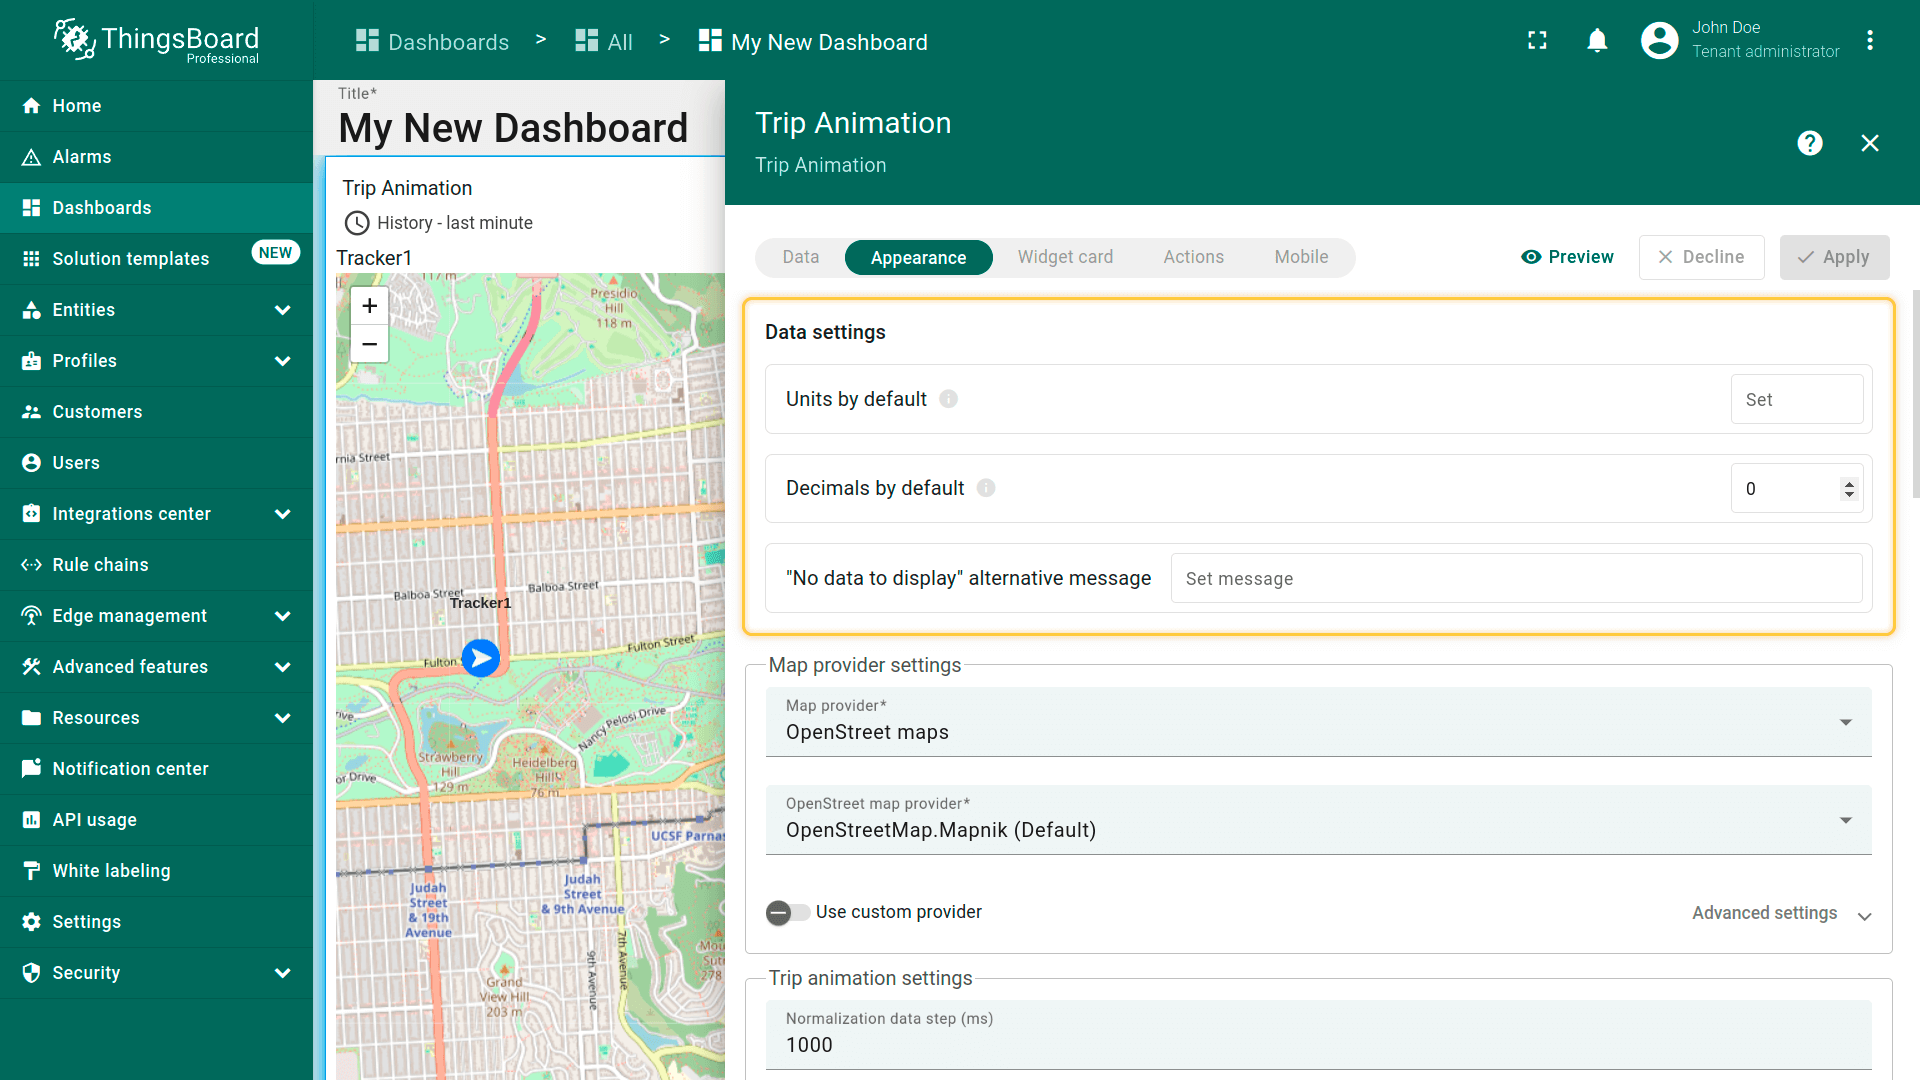 ThingsBoard
Professional
Dashboards > All > My New Dashboard
John Doe
Tenant administrator
Home
Alarms
Dashboards
Solution templates NEW
Entities
Profiles
Customers
Users
Integrations center
Rule chains
Edge management
Advanced features
Resources
Notification center
API usage
White labeling
Settings
Security
Title*
My New Dashboard
Trip Animation
History - last minute
Tracker1
+
−
117 m
Presidio
Hill
118 m
rnia Street
Balboa Street
Balboa Street
Tracker1
Fulton
Fulton Street
Nancy Pelosi Drive
rive
or Drive
Strawberry
Hill
129 m
Heidelberg
Hill
76 m
UCSF Parnas
Judah
Street
& 19th
Avenue
Judah
Street
& 9th Avenue
7th Avenue
9th Avenue
Mou
Sutr
278
Grand
View Hill
203 m
Trip Animation
Trip Animation
Data
Appearance
Widget card
Actions
Mobile
Preview
Decline
Apply
Data settings
Units by default
Set
Decimals by default
0
"No data to display" alternative message
Set message
Map provider settings
Map provider*
OpenStreet maps
OpenStreet map provider*
OpenStreetMap.Mapnik (Default)
Use custom provider
Advanced settings
Trip animation settings
Normalization data step (ms)
1000